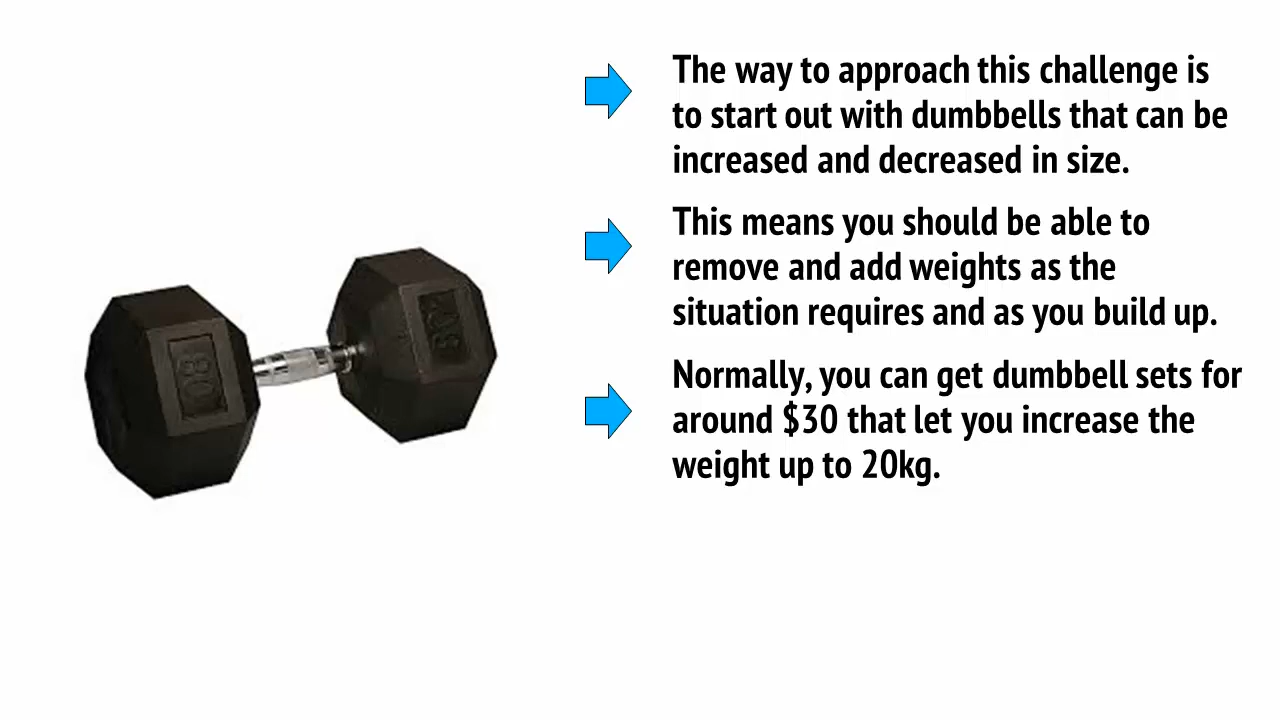 The way to approach this challenge is
to start out with dumbbells that can be
increased and decreased in size.
This means you should be able to
remove and add weights as the
situation requires and as you build up.
Normally, you can get dumbbell sets for
around $30 that let you increase the
weight up to 20kg.
80